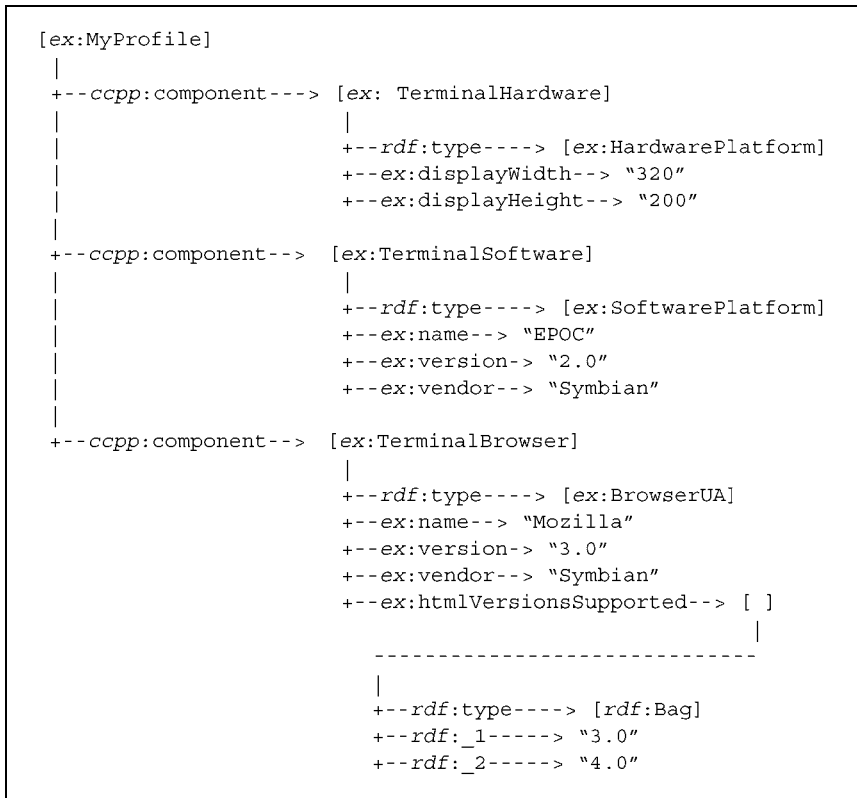 [ex:MyProfile]
|
+--ccpp:component---> [ex: TerminalHardware]
| |
| +--rdf:type----> [ex:HardwarePlatform]
| +--ex:displayWidth--> “320”
| +--ex:displayHeight--> “200”
|
+--ccpp:component--> [ex:TerminalSoftware]
| |
| +--rdf:type----> [ex:SoftwarePlatform]
| +--ex:name--> “EPOC”
| +--ex:version-> “2.0”
| +--ex:vendor--> “Symbian”
|
+--ccpp:component--> [ex:TerminalBrowser]
|
+--rdf:type----> [ex:BrowserUA]
+--ex:name--> “Mozilla”
+--ex:version-> “3.0”
+--ex:vendor--> “Symbian”
+--ex:htmlVersionsSupported--> [ ]
|
------------------------------
|
+--rdf:type----> [rdf:Bag]
+--rdf:_1-----> “3.0”
+--rdf:_2-----> “4.0”